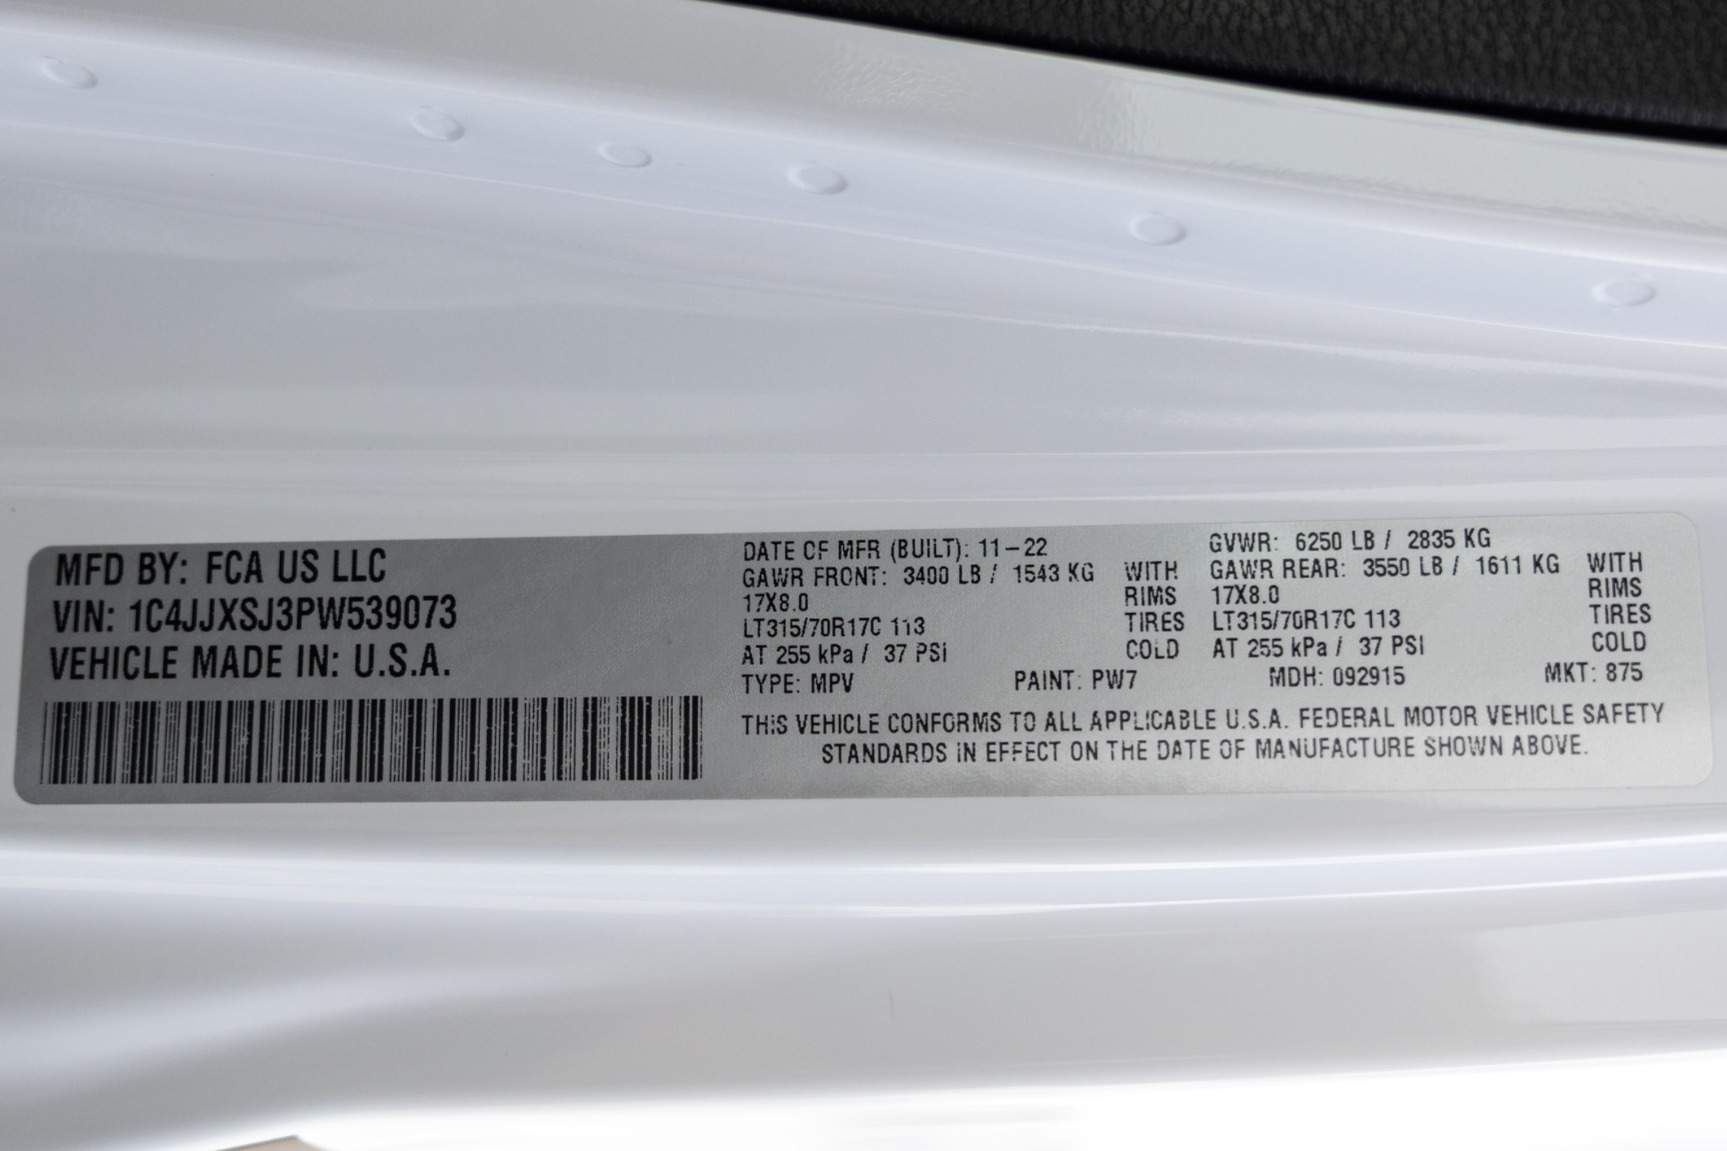 MFD BY: FCA US LLC
VIN: 1C4JJXSJ3PW539073
VEHICLE MADE IN: U.S.A.
DATE OF MFR (BUILT): 11-22
GAWR FRONT: 3400 LB / 1543 KG WITH
17X8.0 RIMS
LT315/70R17C 113 TIRES
AT 255 kPa / 37 PSI COLD
GVWR: 6250 LB / 2835 KG
GAWR REAR: 3550 LB / 1611 KG WITH
17X8.0 RIMS
LT315/70R17C 113 TIRES
AT 255 kPa / 37 PSI COLD
TYPE: MPV PAINT: PW7 MDH: 092915 MKT: 875
THIS VEHICLE CONFORMS TO ALL APPLICABLE U.S.A. FEDERAL MOTOR VEHICLE SAFETY
STANDARDS IN EFFECT ON THE DATE OF MANUFACTURE SHOWN ABOVE.